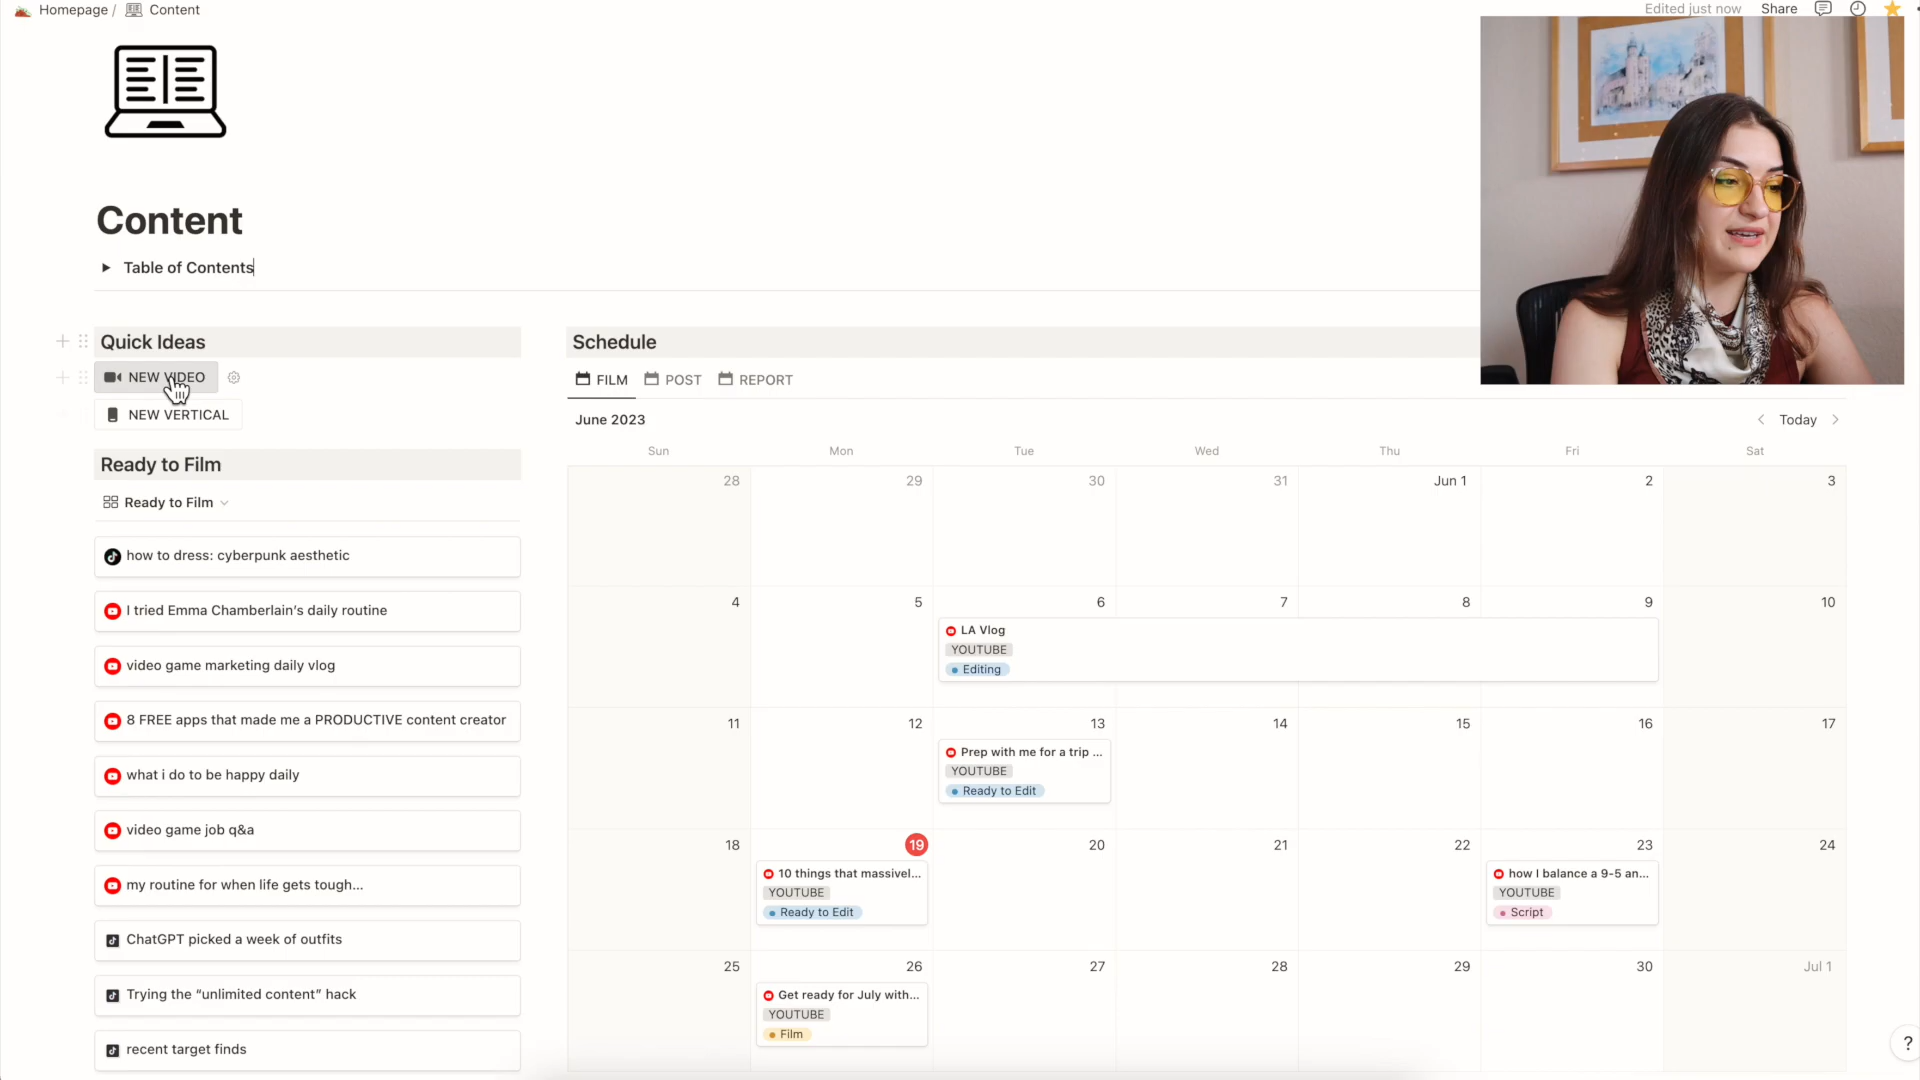 Homepage / Content
Edited just now Share
Content
Table of Contents
Quick Ideas
NEW VIDEO
NEW VERTICAL
Ready to Film
Ready to Film
how to dress: cyberpunk aesthetic
I tried Emma Chamberlain's daily routine
video game marketing daily vlog
8 FREE apps that made me a PRODUCTIVE content creator
what i do to be happy daily
video game job q&a
my routine for when life gets tough...
ChatGPT picked a week of outfits
Trying the “unlimited content” hack
recent target finds
Schedule
FILM POST REPORT
June 2023 Today
Sun Mon Tue Wed Thu Fri Sat
28 29 30 31 Jun 1 2 3
4 5 6 7 8 9 10
LA Vlog
YOUTUBE
Editing
11 12 13 14 15 16 17
Prep with me for a trip ...
YOUTUBE
Ready to Edit
18 19 20 21 22 23 24
10 things that massivel...
YOUTUBE
Ready to Edit
how I balance a 9-5 an...
YOUTUBE
Script
25 26 27 28 29 30 Jul 1
Get ready for July with...
YOUTUBE
Film
?